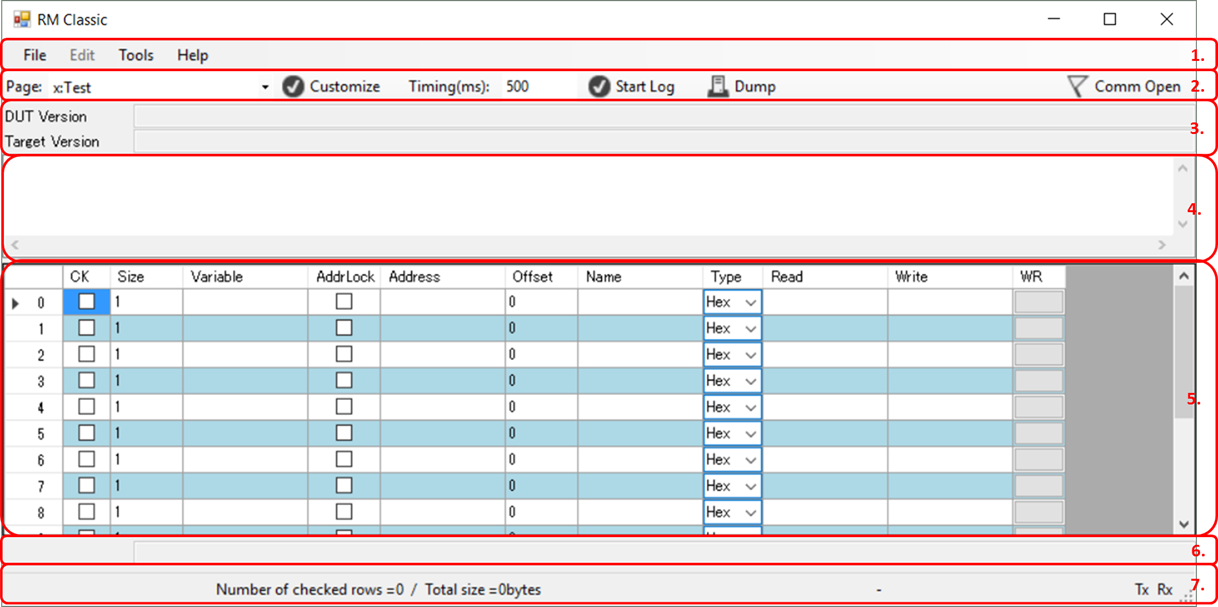 RM Classic
File Edit Tools Help 1.
Page: x:Test Customize Timing(ms): 500 Start Log Dump Comm Open 2.
DUT Version
3.
Target Version
4.
CK Size Variable AddrLock Address Offset Name Type Read Write WR
0 1 0 Hex
1 1 0 Hex
2 1 0 Hex
3 1 0 Hex
4 1 0 Hex
5.
5 1 0 Hex
6 1 0 Hex
7 1 0 Hex
8 1 0 Hex
6.
Number of checked rows =0 / Total size =0bytes - Tx Rx 7.